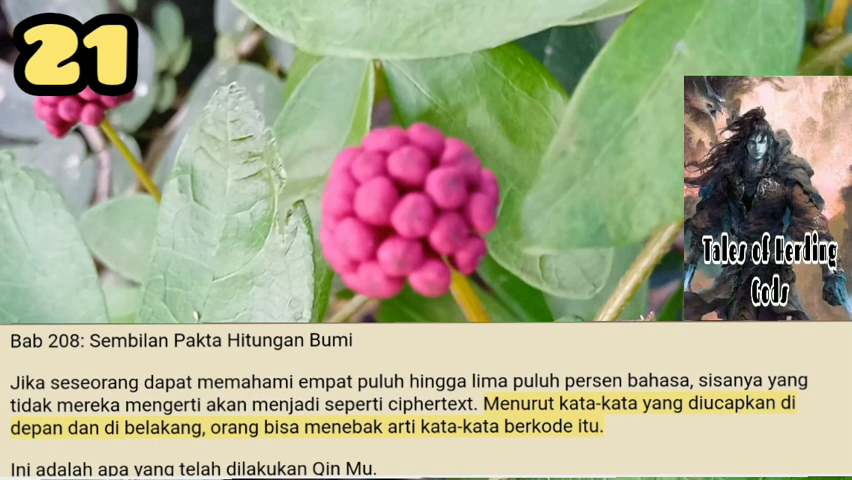 21
Tales of Herding
Gods
Bab 208: Sembilan Pakta Hitungan Bumi
Jika seseorang dapat memahami empat puluh hingga lima puluh persen bahasa, sisanya yang
tidak mereka mengerti akan menjadi seperti ciphertext. Menurut kata-kata yang diucapkan di
depan dan di belakang, orang bisa menebak arti kata-kata berkode itu.
Ini adalah apa yang telah dilakukan Qin Mu.